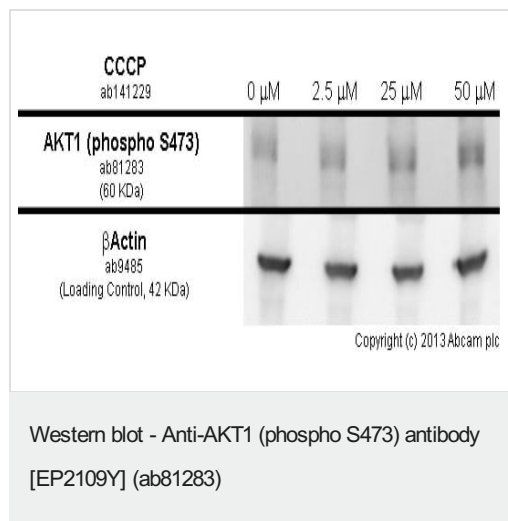 CCCP
ab141229
0 µM 2.5 µM 25 µM 50 µM
AKT1 (phospho S473)
ab81283
(60 KDa)
βActin
ab9485
(Loading Control, 42 KDa)
Copyright (c) 2013 Abcam plc
Western blot - Anti-AKT1 (phospho S473) antibody
[EP2109Y] (ab81283)